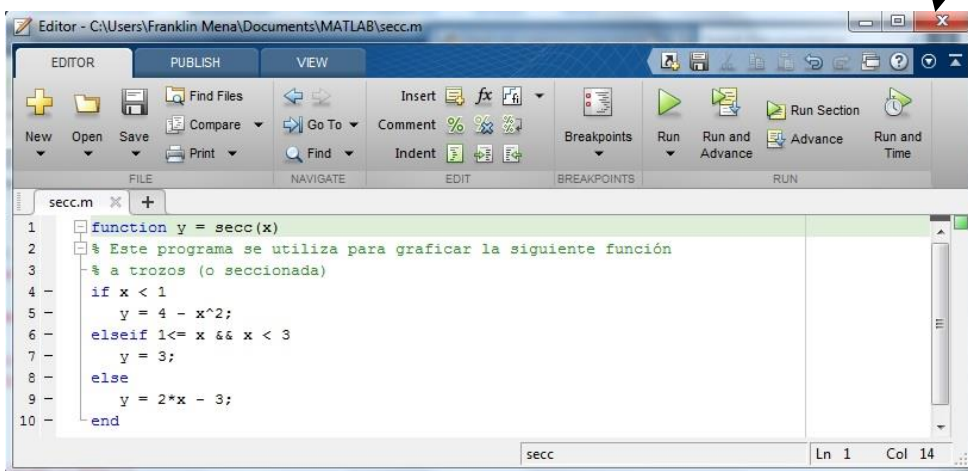 Editor - C:\Users\Franklin Mena\Documents\MATLAB\secc.m
EDITOR PUBLISH VIEW
New Open Save Find Files Compare Print
Go To Find
Insert fx
Comment
Indent
Breakpoints
Run Run and Advance Run Section Advance Run and Time
FILE NAVIGATE EDIT BREAKPOINTS RUN
secc.m
1 function y = secc(x)
2 % Este programa se utiliza para graficar la siguiente función
3 % a trozos (o seccionada)
4 – if x < 1
5 – y = 4 - x^2;
6 – elseif 1<= x && x < 3
7 – y = 3;
8 – else
9 – y = 2*x - 3;
10 – end
secc Ln 1 Col 14